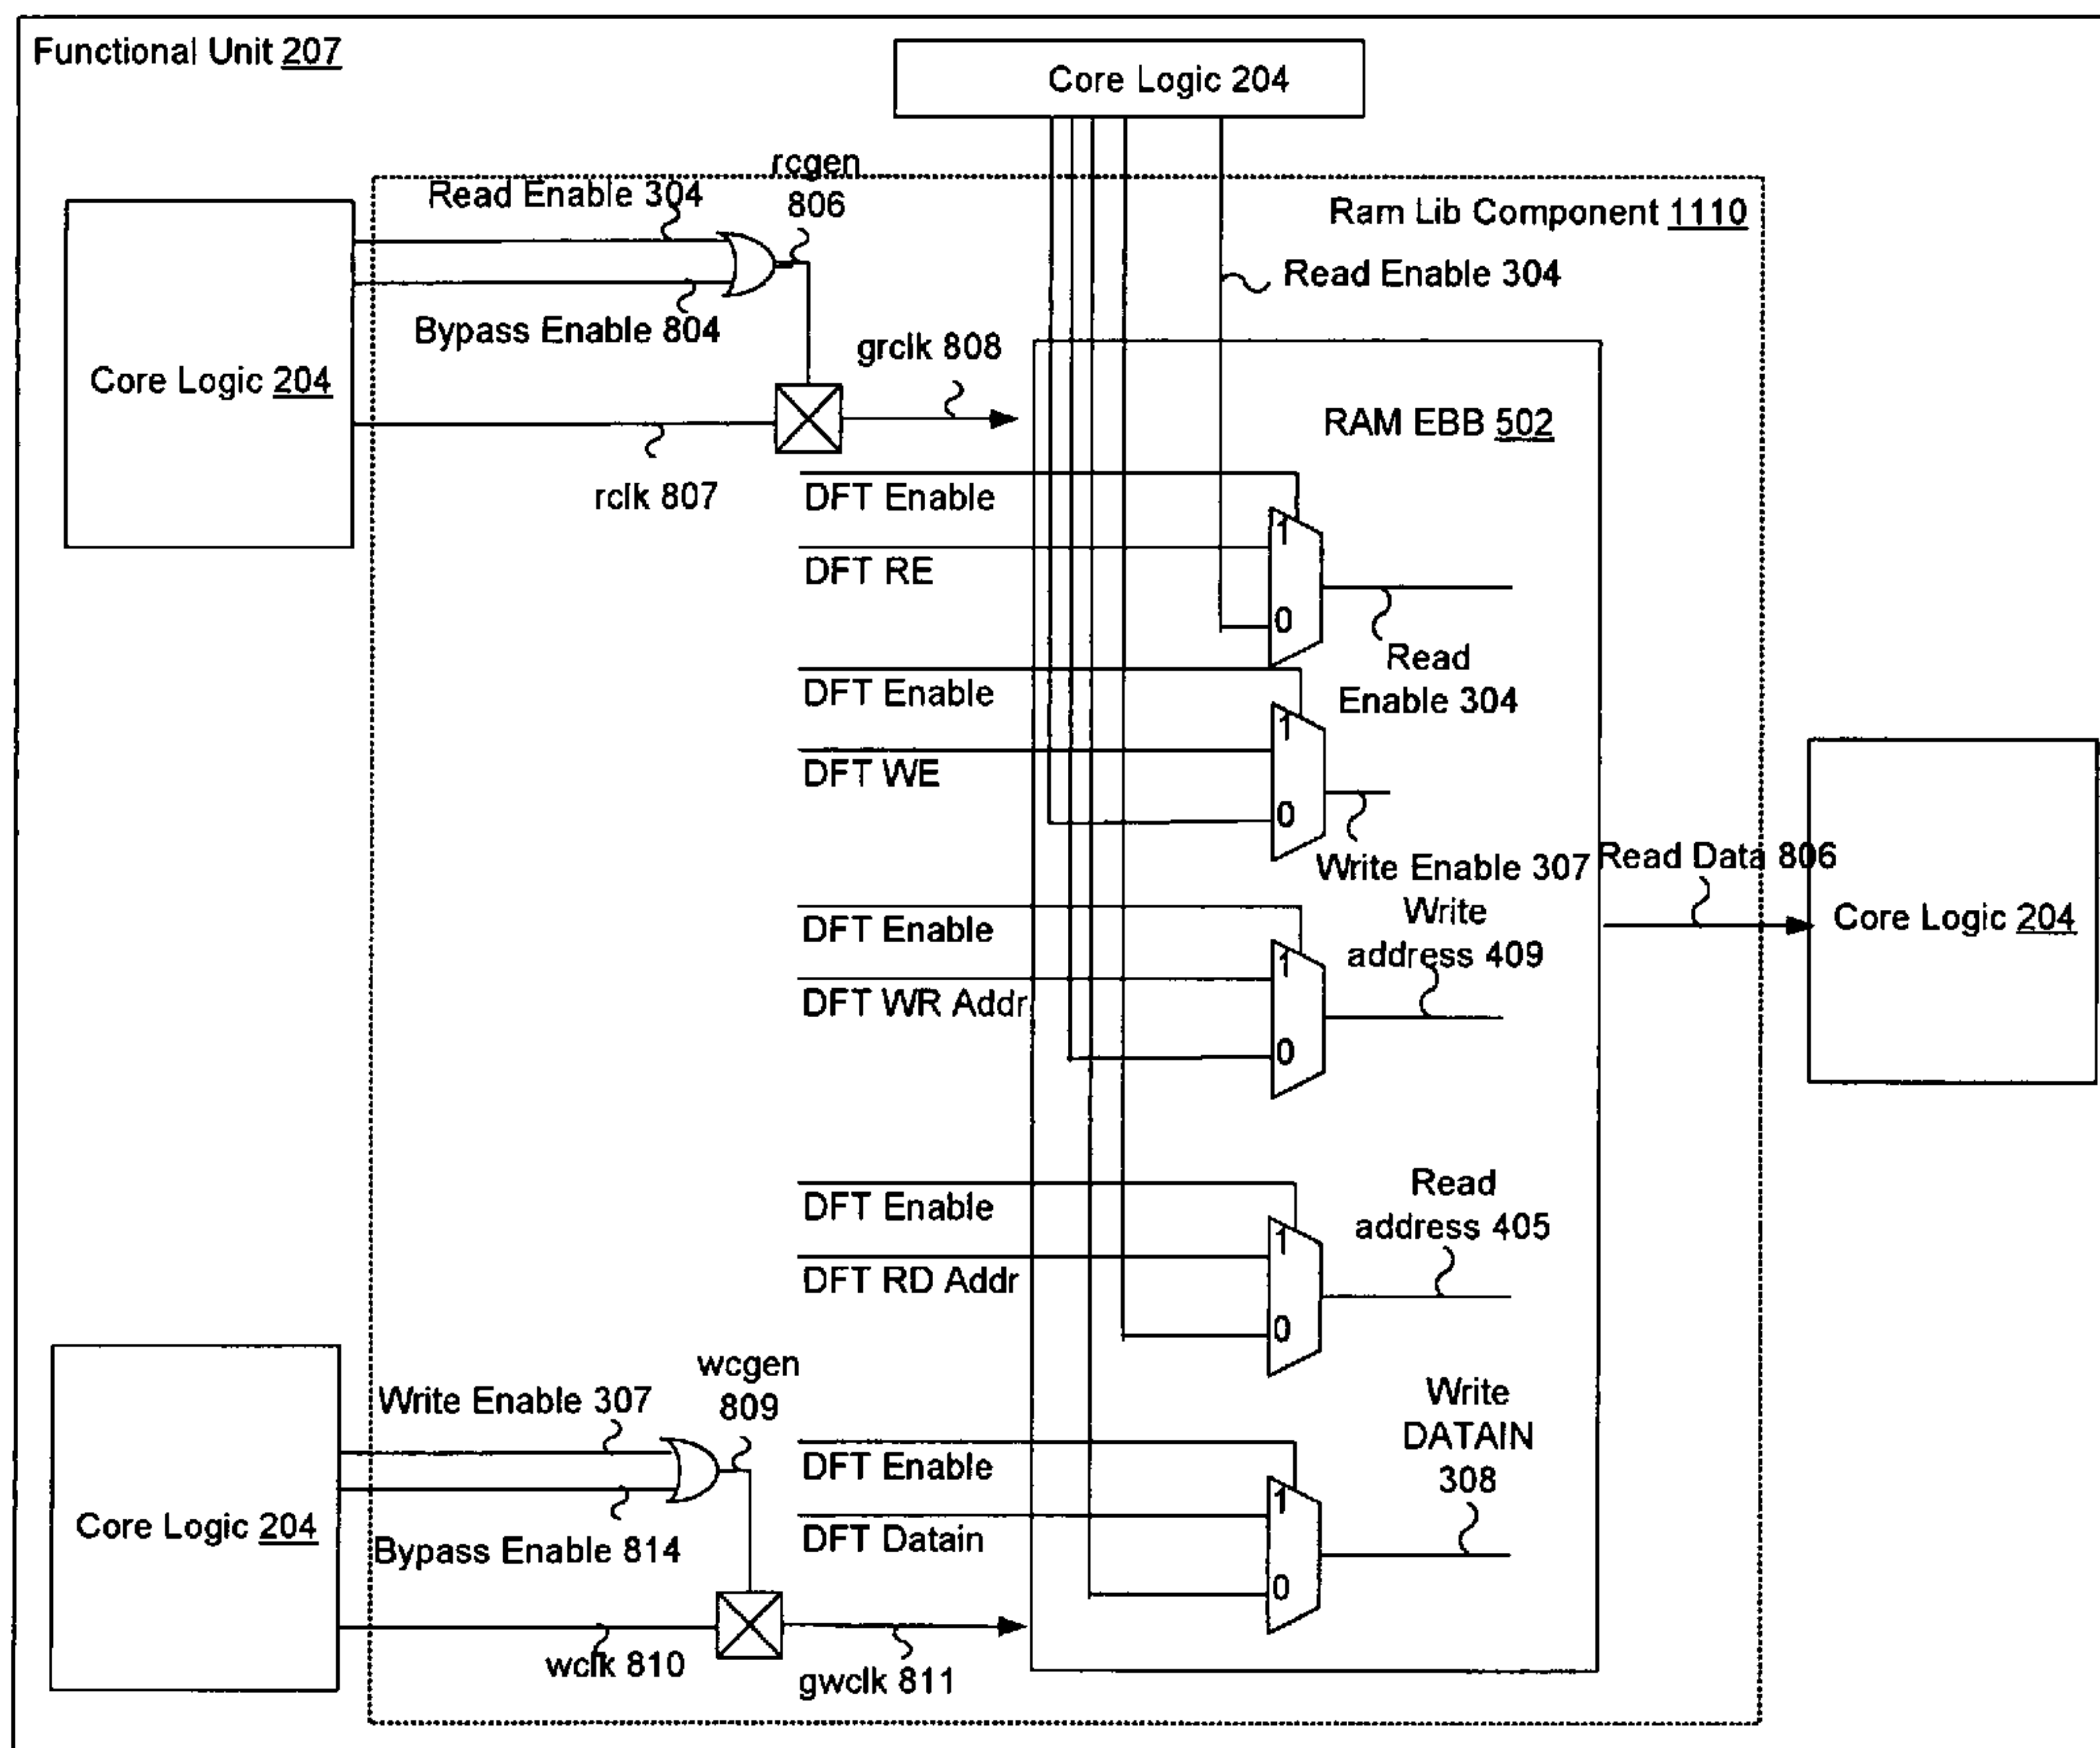 Functional Unit 207
Core Logic 204
rcgen
806
Read Enable 304
Ram Lib Component 1110
Read Enable 304
Bypass Enable 804
grclk 808
Core Logic 204
RAM EBB 502
rclk 807
DFT Enable
1
DFT RE
0
Read
Enable 304
DFT Enable
1
DFT WE
0
Write Enable 307
Read Data 806
Write
address 409
Core Logic 204
DFT Enable
1
DFT WR Addr
0
Read
address 405
DFT Enable
1
DFT RD Addr
0
wcgen
809
Write Enable 307
Write
DATAIN
308
DFT Enable
1
Core Logic 204
Bypass Enable 814
DFT Datain
0
wclk 810
gwclk 811